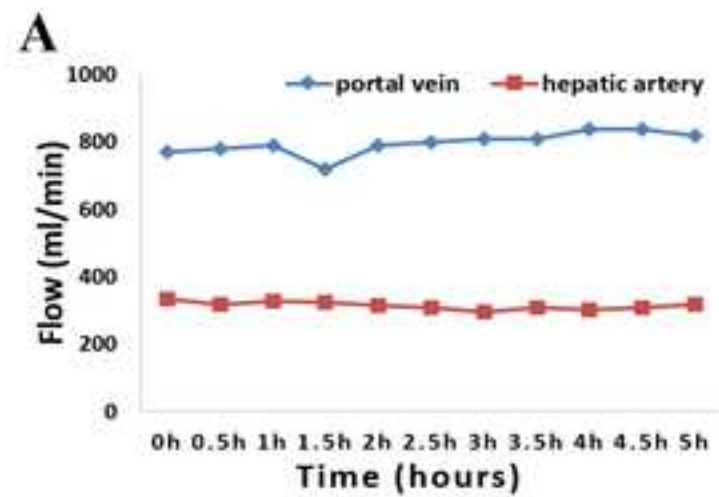 A
1000
portal vein
hepatic artery
800
600
400
200
0
Flow (ml/min)
0h 0.5h 1h 1.5h 2h 2.5h 3h 3.5h 4h 4.5h 5h
Time (hours)